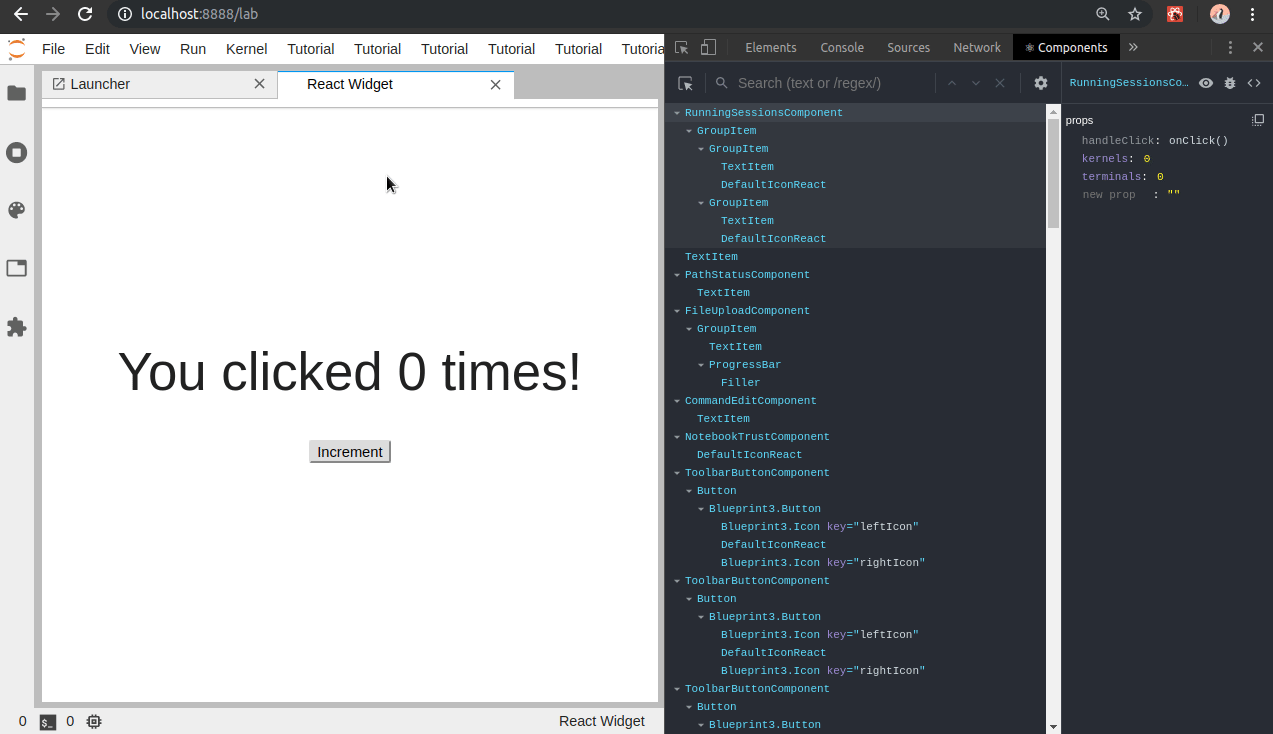 localhost:8888/lab
File Edit View Run Kernel Tutorial Tutorial Tutorial Tutorial Tutorial Tutoria
Launcher
React Widget
You clicked 0 times!
Increment
0 $_ 0 React Widget
Elements Console Sources Network Components »
Search (text or /regex/)
RunningSessionsComponent
GroupItem
GroupItem
TextItem
DefaultIconReact
GroupItem
TextItem
DefaultIconReact
TextItem
PathStatusComponent
TextItem
FileUploadComponent
GroupItem
TextItem
ProgressBar
Filler
CommandEditComponent
TextItem
NotebookTrustComponent
DefaultIconReact
ToolbarButtonComponent
Button
Blueprint3.Button
Blueprint3.Icon key="leftIcon"
DefaultIconReact
Blueprint3.Icon key="rightIcon"
ToolbarButtonComponent
Button
Blueprint3.Button
Blueprint3.Icon key="leftIcon"
DefaultIconReact
Blueprint3.Icon key="rightIcon"
ToolbarButtonComponent
Button
Blueprint3.Button
RunningSessionsCo…
props
handleClick: onClick()
kernels: 0
terminals: 0
new prop : ""